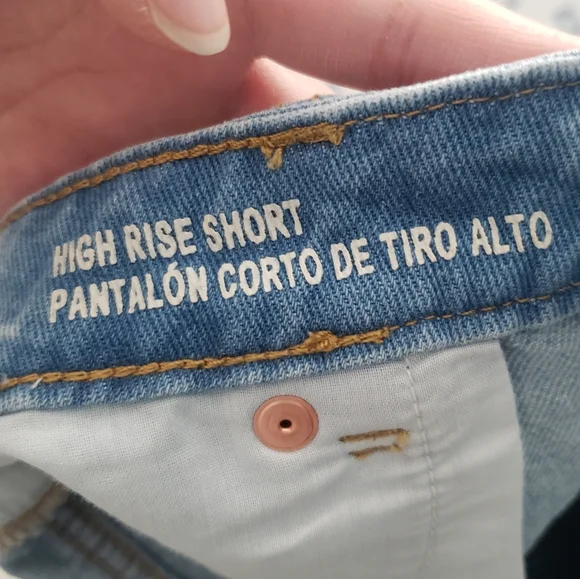 HIGH RISE SHORT
PANTALÓN CORTO DE TIRO ALTO